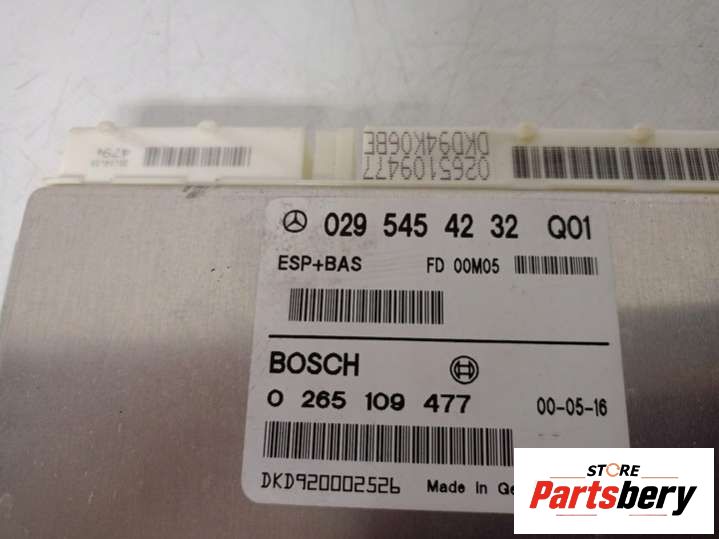 4794
0265109477
DKD94K06BE
029 545 42 32 Q01
ESP+BAS FD 00M05
BOSCH
0 265 109 477 00-05-16
DKD920002526 Made in Ge
STORE
Partsbery